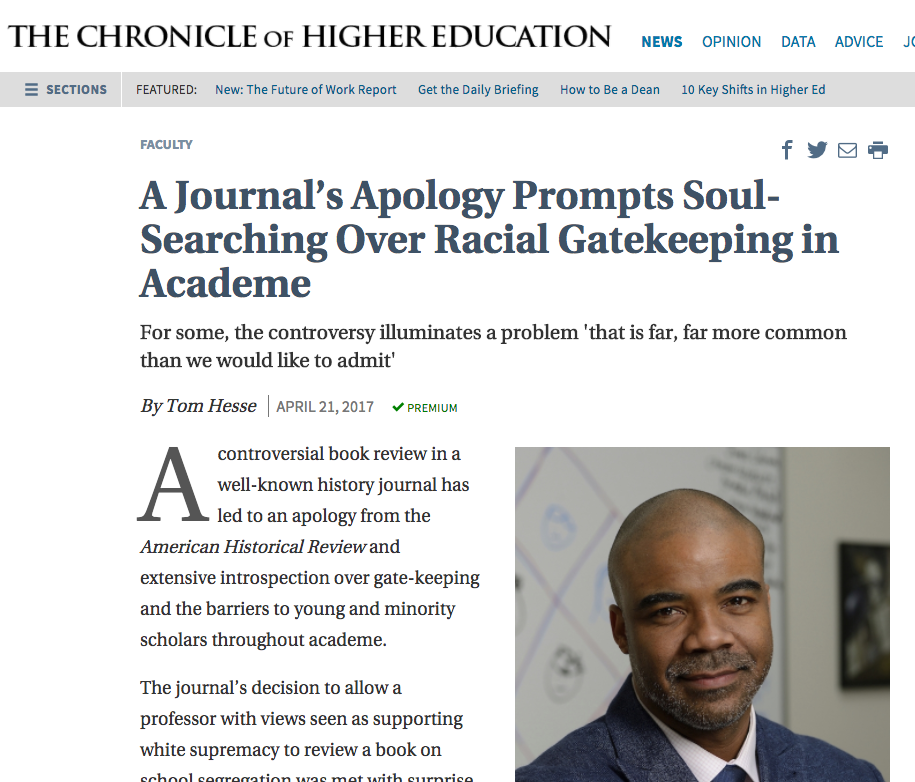 THE CHRONICLE OF HIGHER EDUCATION
NEWS OPINION DATA ADVICE
SECTIONS FEATURED: New: The Future of Work Report Get the Daily Briefing How to Be a Dean 10 Key Shifts in Higher Ed
FACULTY
A Journal’s Apology Prompts Soul-
Searching Over Racial Gatekeeping in
Academe
For some, the controversy illuminates a problem 'that is far, far more common
than we would like to admit'
By Tom Hesse | APRIL 21, 2017 PREMIUM
A controversial book review in a
well-known history journal has
led to an apology from the
American Historical Review and
extensive introspection over gate-keeping
and the barriers to young and minority
scholars throughout academe.
The journal’s decision to allow a
professor with views seen as supporting
white supremacy to review a book on
school segregation was met with surprise